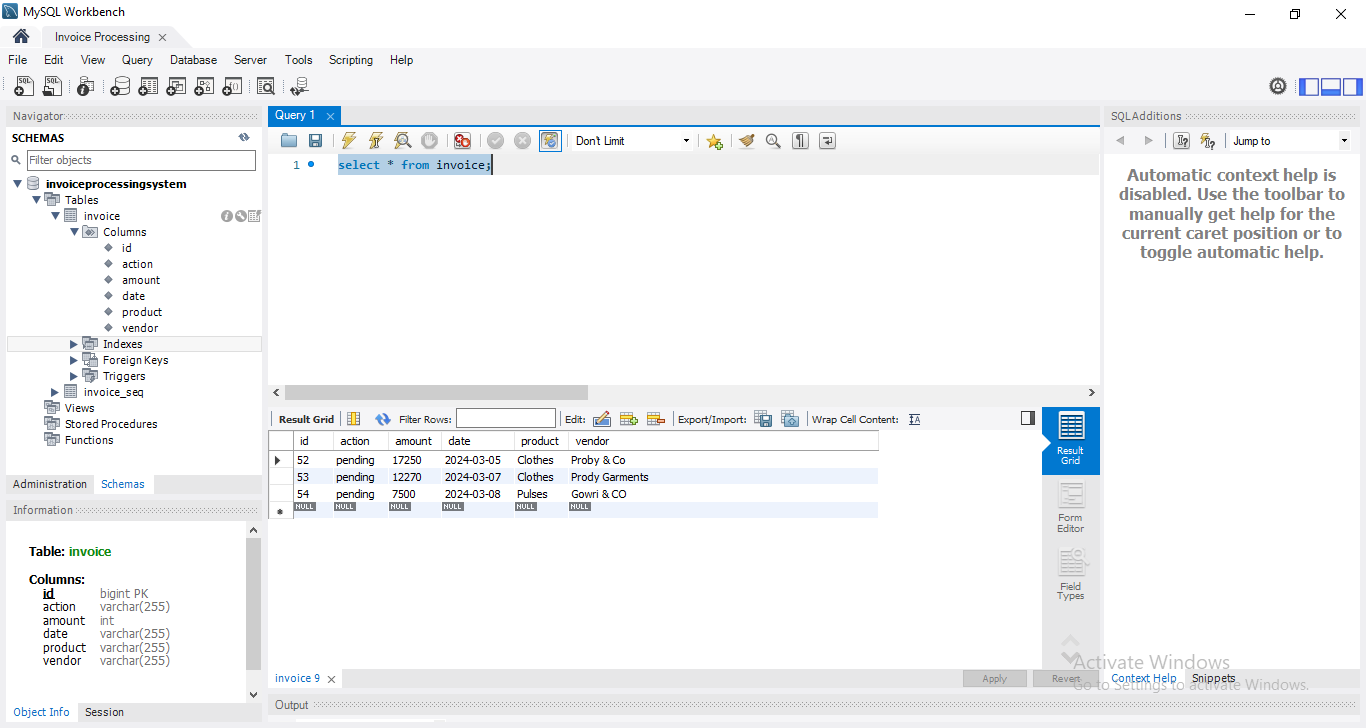 MySQL Workbench
Invoice Processing
File Edit View Query Database Server Tools Scripting Help
Navigator
SCHEMAS
Filter objects
invoiceprocessingsystem
Tables
invoice
Columns
id
action
amount
date
product
vendor
Indexes
Foreign Keys
Triggers
invoice_seq
Views
Stored Procedures
Functions
Administration Schemas
Information
Table: invoice
Columns:
id bigint PK
action varchar(255)
amount int
date varchar(255)
product varchar(255)
vendor varchar(255)
Object Info Session
Query 1
Don't Limit
1 select * from invoice;
Result Grid Filter Rows: Edit: Export/Import: Wrap Cell Content:
id action amount date product vendor
52 pending 17250 2024-03-05 Clothes Proby & Co
53 pending 12270 2024-03-07 Clothes Prody Garments
54 pending 7500 2024-03-08 Pulses Gowri & CO
NULL NULL NULL NULL NULL NULL
Result
Grid
Form
Editor
Field
Types
invoice 9 Apply Revert
Output
SQLAdditions
Jump to
Automatic context help is
disabled. Use the toolbar to
manually get help for the
current caret position or to
toggle automatic help.
Context Help Snippets
Activate Windows
Go to Settings to activate Windows.